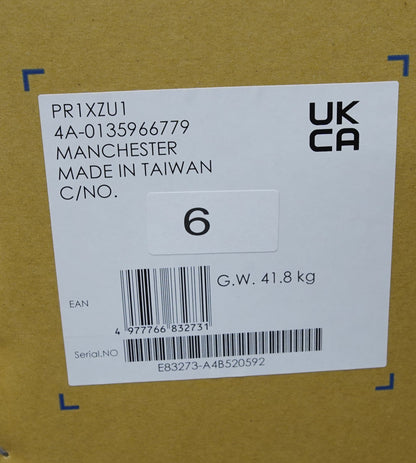 PR1XZU1
4A-0135966779
MANCHESTER
MADE IN TAIWAN
C/NO.
UK
CA
6
G.W. 41.8 kg
EAN
4 977766 832731
Serial.NO
E83273-A4B520592